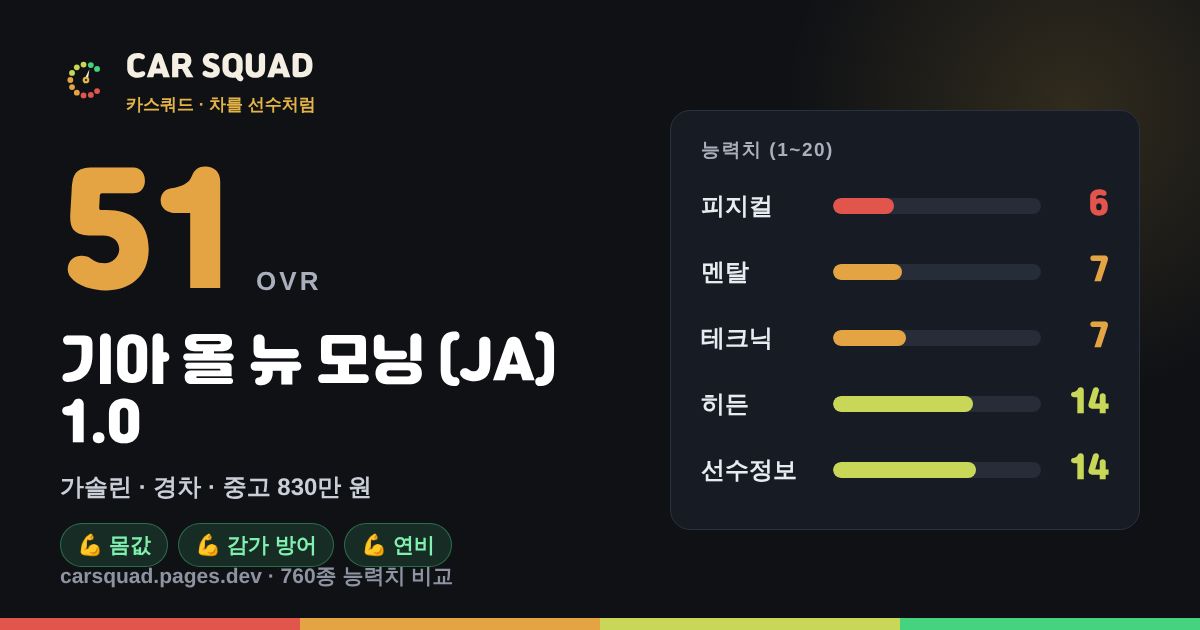 CAR SQUAD
카스쿼드 · 차를 선수처럼
51 OVR
기아 올 뉴 모닝 (JA)
1.0
가솔린 · 경차 · 중고 830만 원
💪 몸값 💪 감가 방어 💪 연비
carsquad.pages.dev · 760종 능력치 비교
능력치 (1~20)
피지컬 6
멘탈 7
테크닉 7
히든 14
선수정보 14